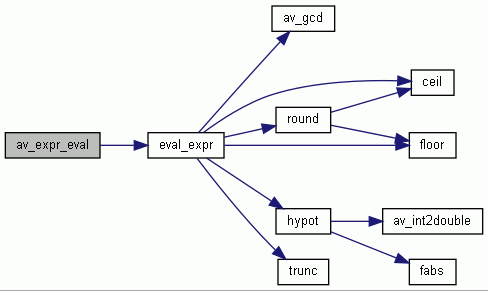 av_gcd
ceil
round
av_expr_eval
eval_expr
floor
hypot
av_int2double
trunc
fabs